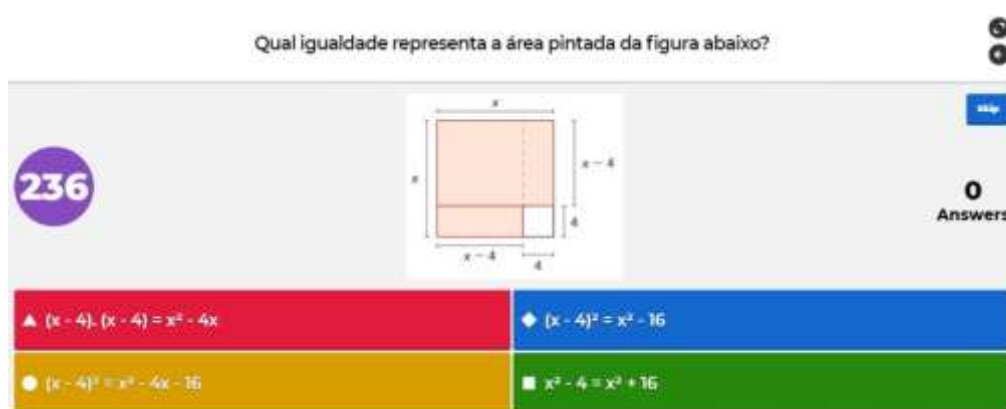 Qual igualdade representa a área pintada da figura abaixo?
Skip
236
0
Answers
x
x
x - 4
4
x - 4
4
▲ (x - 4). (x - 4) = x² - 4x
◆ (x - 4)² = x² - 16
● (x - 4)² = x² - 4x - 16
■ x² - 4 = x² + 16